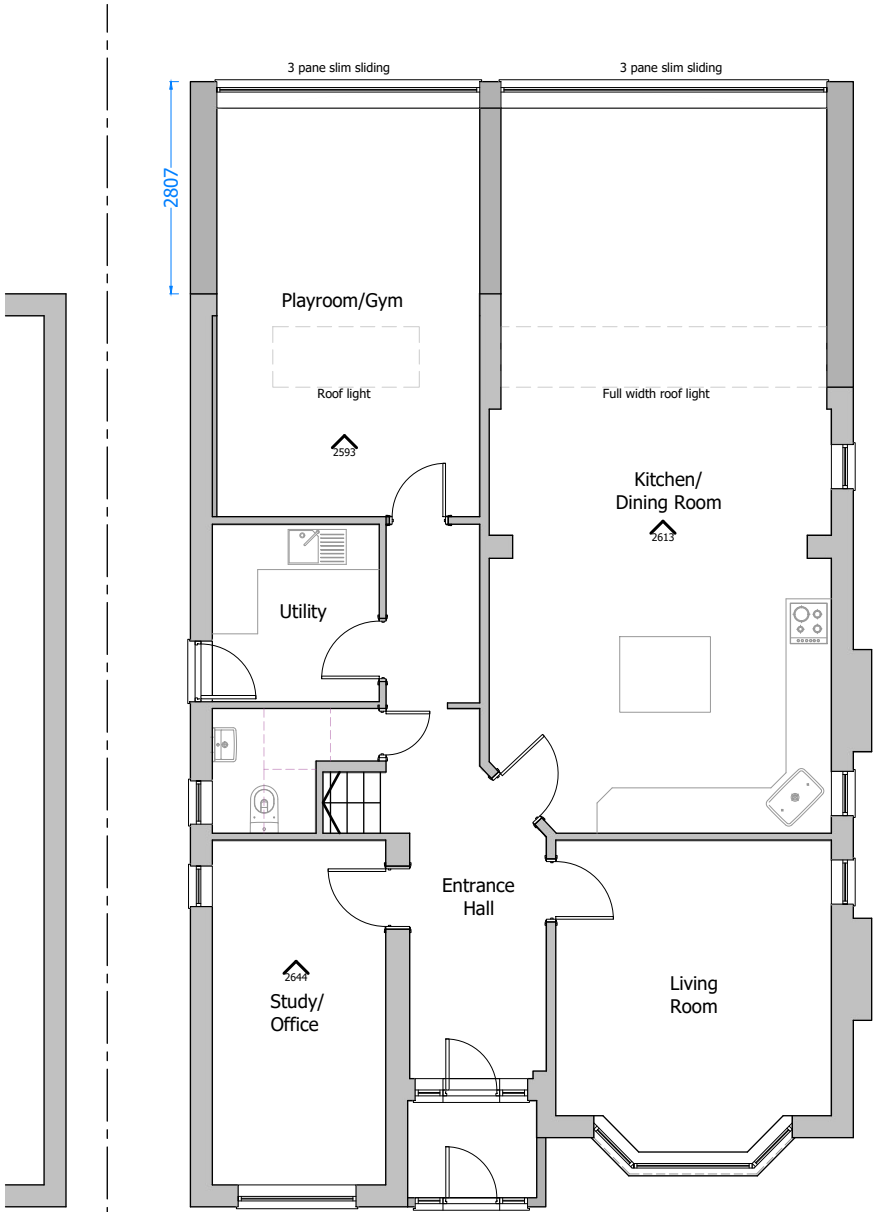 3 pane slim sliding
3 pane slim sliding
2807
Playroom/Gym
Roof light
Full width roof light
2593
Kitchen/
Dining Room
2613
Utility
Entrance
Hall
2644
Study/
Office
Living
Room